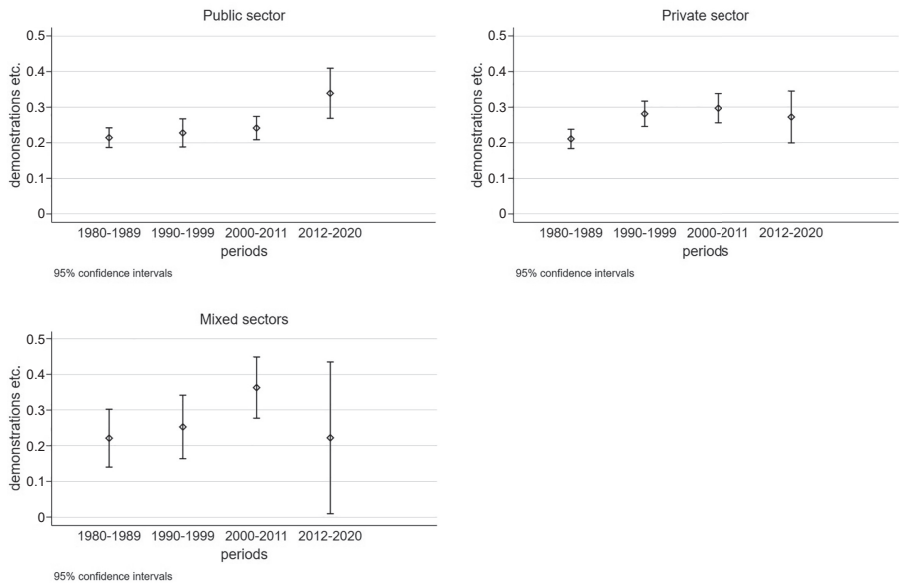 Public sector
demonstrations etc.
0.5
0.4
0.3
0.2
0.1
0
1980-1989 1990-1999 2000-2011 2012-2020
periods
95% confidence intervals
Private sector
demonstrations etc.
0.5
0.4
0.3
0.2
0.1
0
1980-1989 1990-1999 2000-2011 2012-2020
periods
95% confidence intervals
Mixed sectors
demonstrations etc.
0.5
0.4
0.3
0.2
0.1
0
1980-1989 1990-1999 2000-2011 2012-2020
periods
95% confidence intervals